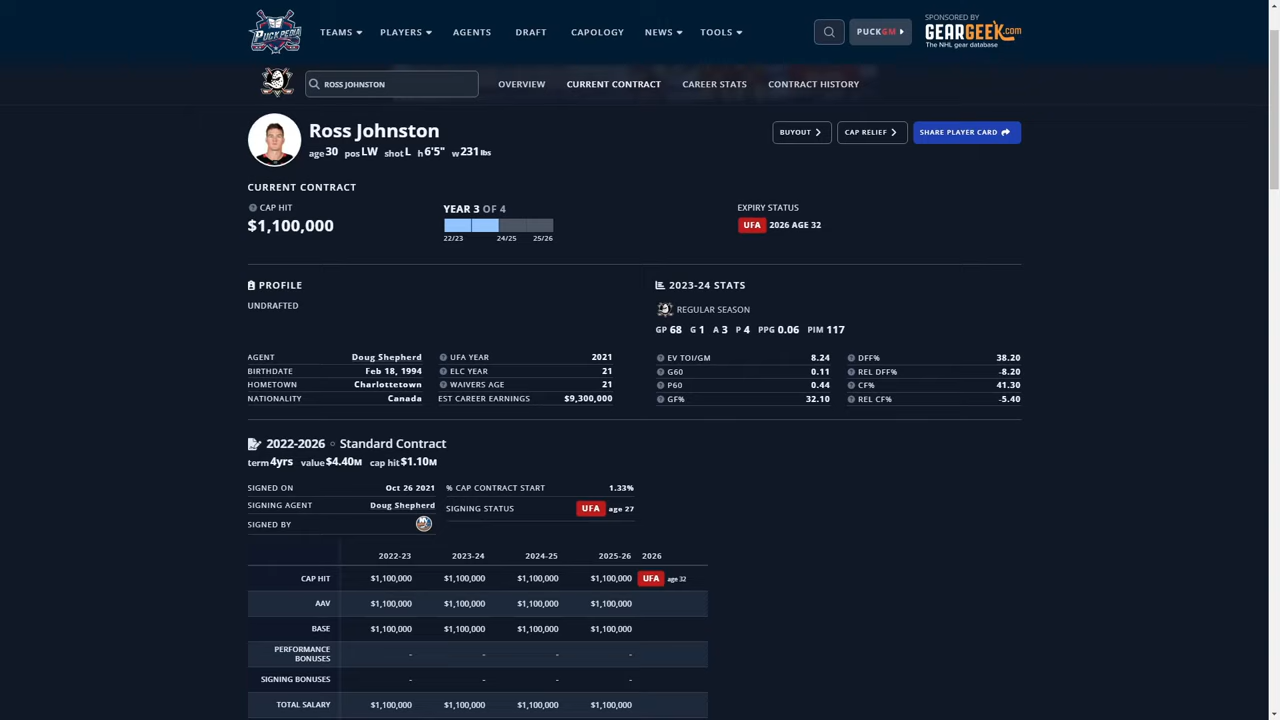 PUCKPEDIA
TEAMS
PLAYERS
AGENTS
DRAFT
CAPOLOGY
NEWS
TOOLS
PUCKGM
SPONSORED BY
GEARGEEK.com
The NHL gear database
ROSS JOHNSTON
OVERVIEW
CURRENT CONTRACT
CAREER STATS
CONTRACT HISTORY
Ross Johnston
age 30 pos LW shot L h 6'5" w 231 lbs
BUYOUT
CAP RELIEF
SHARE PLAYER CARD
CURRENT CONTRACT
CAP HIT
$1,100,000
YEAR 3 OF 4
22/23 24/25 25/26
EXPIRY STATUS
UFA 2026 AGE 32
PROFILE
UNDRAFTED
AGENT Doug Shepherd
BIRTHDATE Feb 18, 1994
HOMETOWN Charlottetown
NATIONALITY Canada
UFA YEAR 2021
ELC YEAR 21
WAIVERS AGE 21
EST CAREER EARNINGS $9,300,000
2023-24 STATS
REGULAR SEASON
GP 68 G 1 A 3 P 4 PPG 0.06 PIM 117
EV TOI/GM 8.24
G60 0.11
P60 0.44
GF% 32.10
DFF% 38.20
REL DFF% -8.20
CF% 41.30
REL CF% -5.40
2022-2026 ○ Standard Contract
term 4yrs value $4.40M cap hit $1.10M
SIGNED ON Oct 26 2021
SIGNING AGENT Doug Shepherd
SIGNED BY
% CAP CONTRACT START 1.33%
SIGNING STATUS UFA age 27
2022-23 2023-24 2024-25 2025-26 2026
CAP HIT $1,100,000 $1,100,000 $1,100,000 $1,100,000 UFA age 32
AAV $1,100,000 $1,100,000 $1,100,000 $1,100,000
BASE $1,100,000 $1,100,000 $1,100,000 $1,100,000
PERFORMANCE
BONUSES - - - -
SIGNING BONUSES - - - -
TOTAL SALARY $1,100,000 $1,100,000 $1,100,000 $1,100,000